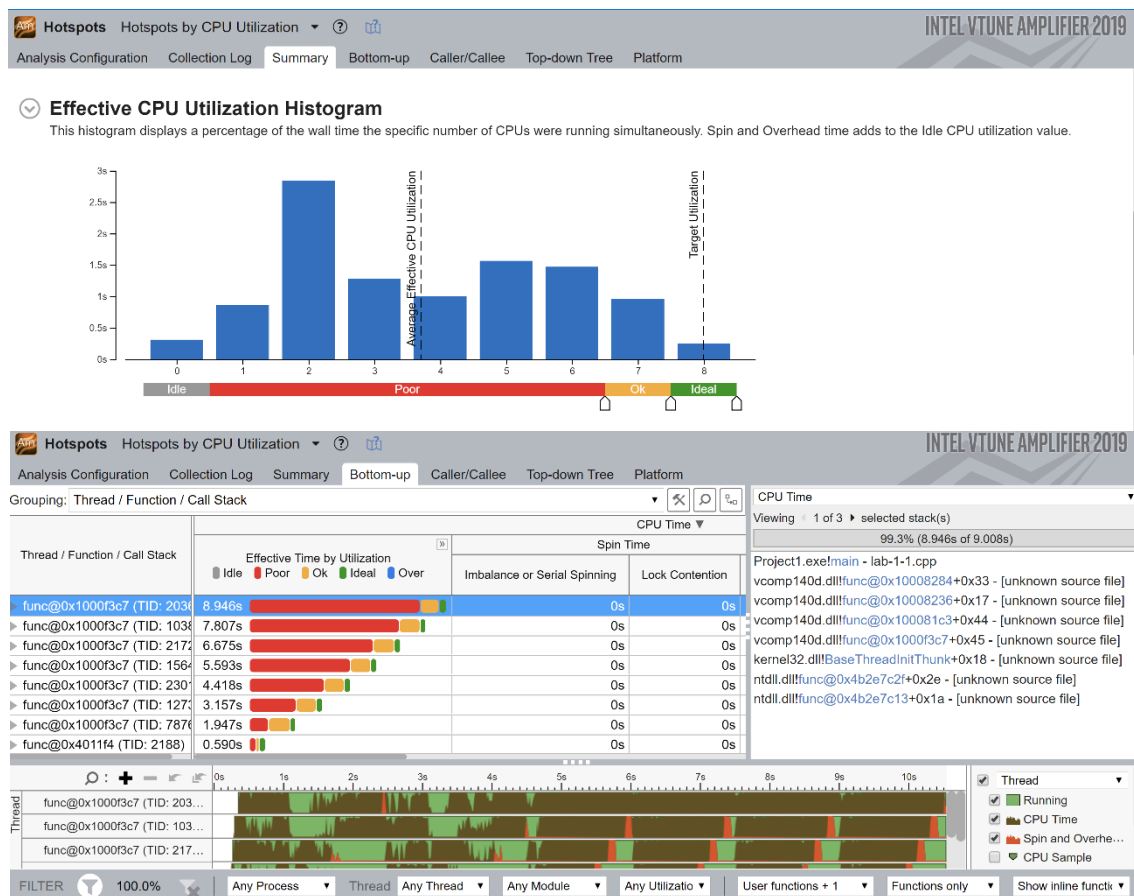 Hotspots Hotspots by CPU Utilization ? INTEL VTUNE AMPLIFIER 2019
Analysis Configuration Collection Log Summary Bottom-up Caller/Callee Top-down Tree Platform
Effective CPU Utilization Histogram
This histogram displays a percentage of the wall time the specific number of CPUs were running simultaneously. Spin and Overhead time adds to the Idle CPU utilization value.
3s
2.5s
2s
1.5s
1s
0.5s
0s
Average Effective CPU Utilization
Target Utilization
0 1 2 3 4 5 6 7 8
Idle Poor Ok Ideal
Hotspots Hotspots by CPU Utilization ? INTEL VTUNE AMPLIFIER 2019
Analysis Configuration Collection Log Summary Bottom-up Caller/Callee Top-down Tree Platform
Grouping: Thread / Function / Call Stack
Thread / Function / Call Stack
CPU Time
Effective Time by Utilization
Idle Poor Ok Ideal Over
Spin Time
Imbalance or Serial Spinning Lock Contention
func@0x1000f3c7 (TID: 2036 8.946s 0s 0s
func@0x1000f3c7 (TID: 1038 7.807s 0s 0s
func@0x1000f3c7 (TID: 2172 6.675s 0s 0s
func@0x1000f3c7 (TID: 1564 5.593s 0s 0s
func@0x1000f3c7 (TID: 2301 4.418s 0s 0s
func@0x1000f3c7 (TID: 1273 3.157s 0s 0s
func@0x1000f3c7 (TID: 7876 1.947s 0s 0s
func@0x4011f4 (TID: 2188) 0.590s 0s 0s
CPU Time
Viewing 1 of 3 selected stack(s)
99.3% (8.946s of 9.008s)
Project1.exe!main - lab-1-1.cpp
vcomp140d.dll!func@0x10008284+0x33 - [unknown source file]
vcomp140d.dll!func@0x10008236+0x17 - [unknown source file]
vcomp140d.dll!func@0x100081c3+0x44 - [unknown source file]
vcomp140d.dll!func@0x1000f3c7+0x45 - [unknown source file]
kernel32.dll!BaseThreadInitThunk+0x18 - [unknown source file]
ntdll.dll!func@0x4b2e7c2f+0x2e - [unknown source file]
ntdll.dll!func@0x4b2e7c13+0x1a - [unknown source file]
0s 1s 2s 3s 4s 5s 6s 7s 8s 9s 10s
Thread
func@0x1000f3c7 (TID: 203...
func@0x1000f3c7 (TID: 103...
func@0x1000f3c7 (TID: 217...
Thread
Running
CPU Time
Spin and Overhe...
CPU Sample
FILTER 100.0% Any Process Thread Any Thread Any Module Any Utilizatio User functions + 1 Functions only Show inline functi